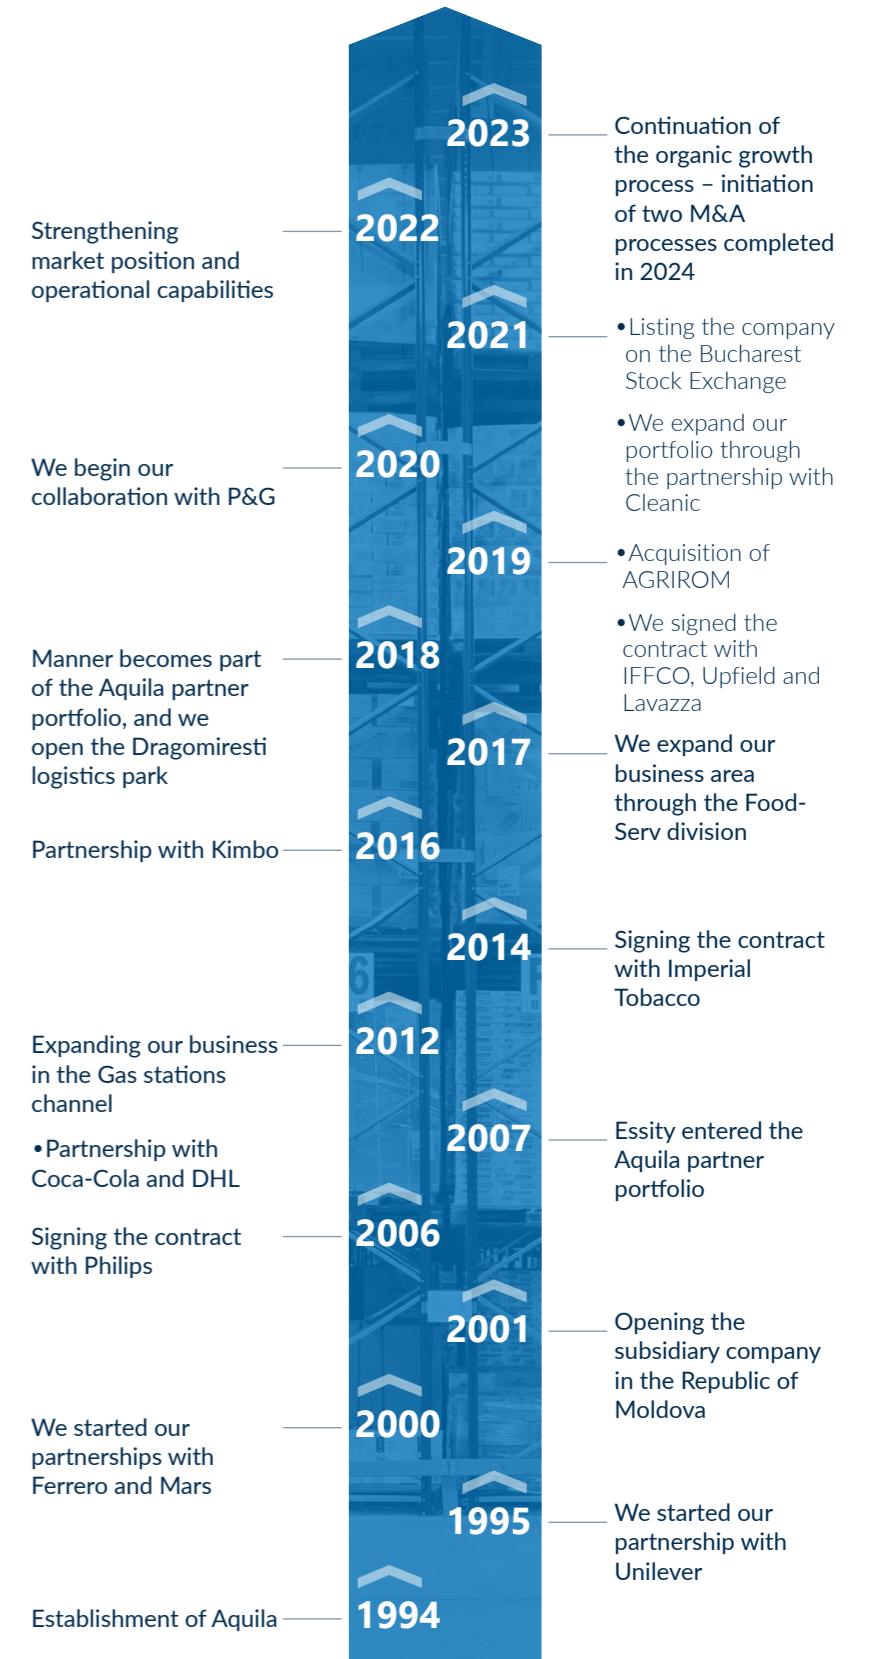 2023
Continuation of
the organic growth
process – initiation
of two M&A
processes completed
in 2024
2022
Strengthening
market position and
operational capabilities
2021
•Listing the company
on the Bucharest
Stock Exchange
•We expand our
portfolio through
the partnership with
Cleanic
2020
We begin our
collaboration with P&G
2019
•Acquisition of
AGRIROM
•We signed the
contract with
IFFCO, Upfield and
Lavazza
2018
Manner becomes part
of the Aquila partner
portfolio, and we
open the Dragomiresti
logistics park
2017
We expand our
business area
through the Food-
Serv division
2016
Partnership with Kimbo
2014
Signing the contract
with Imperial
Tobacco
6
2012
Expanding our business
in the Gas stations
channel
•Partnership with
Coca-Cola and DHL
2007
Essity entered the
Aquila partner
portfolio
2006
Signing the contract
with Philips
2001
Opening the
subsidiary company
in the Republic of
Moldova
2000
We started our
partnerships with
Ferrero and Mars
1995
We started our
partnership with
Unilever
1994
Establishment of Aquila